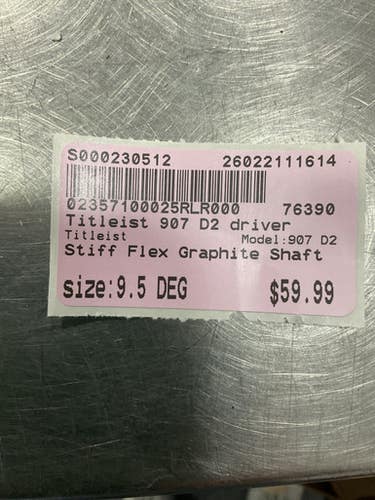 S000230512 26022111614
02357100025RLR000 76390
Titleist 907 D2 driver
Titleist Model:907 D2
Stiff Flex Graphite Shaft
size:9.5 DEG $59.99